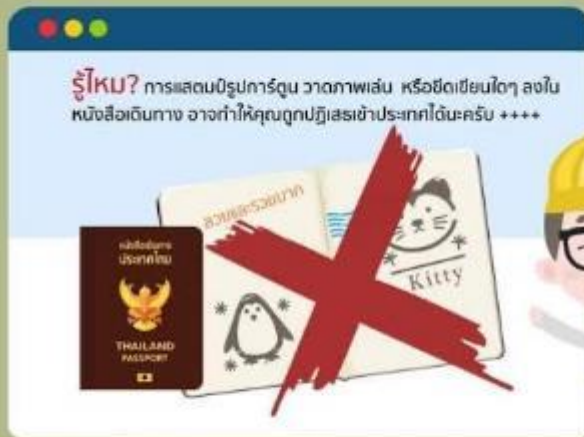 รู้ไหม? การแสตมป์รูปการ์ตูน วาดภาพเล่น หรือขีดเขียนใดๆ ลงใน
หนังสือเดินทาง อาจทำให้คุณถูกปฏิเสธเข้าประเทศได้นะครับ ++++
สวยและรวยมาก
Kitty
หนังสือเดินทาง
ประเทศไทย
THAILAND
PASSPORT